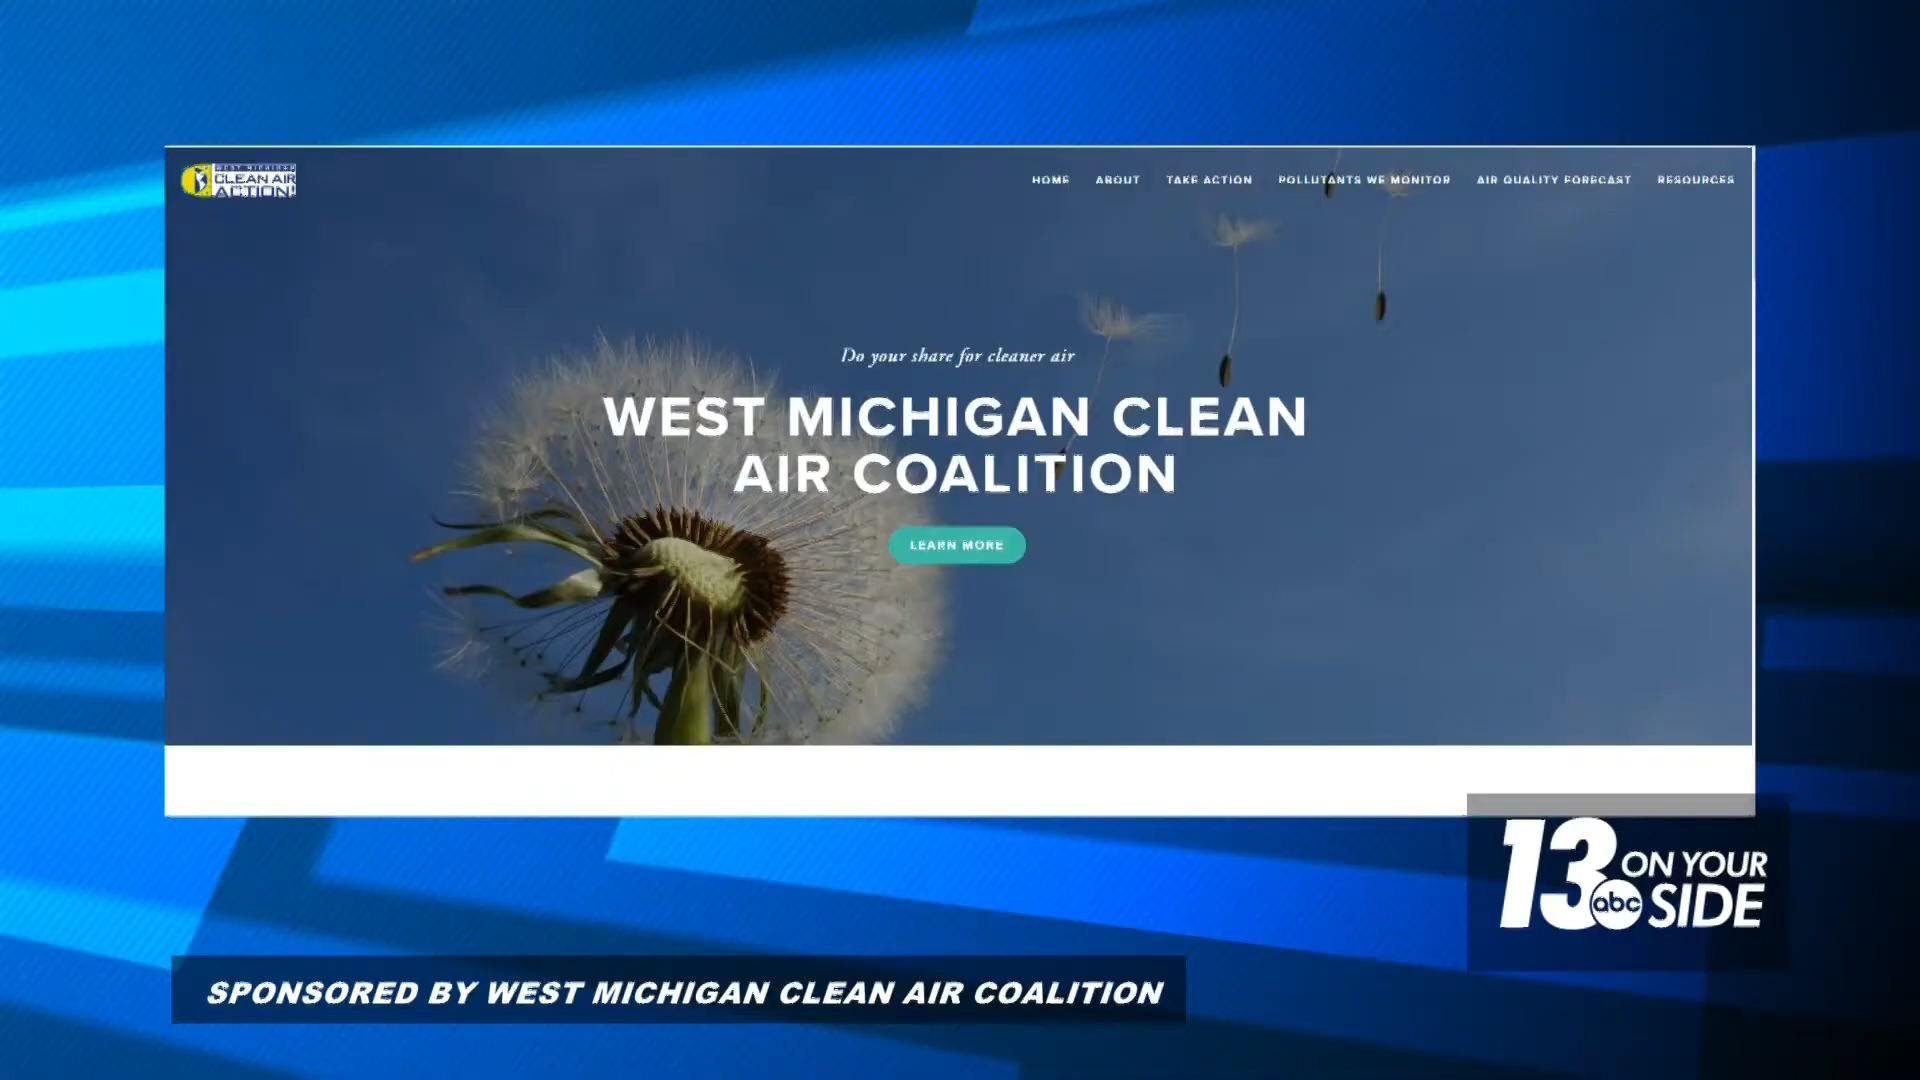 WEST MICHIGAN
CLEAN AIR
ACTION!
HOME ABOUT TAKE ACTION POLLUTANTS WE MONITOR AIR QUALITY FORECAST RESOURCES
Do your share for cleaner air
WEST MICHIGAN CLEAN
AIR COALITION
LEARN MORE
13 ON YOUR
abc SIDE
SPONSORED BY WEST MICHIGAN CLEAN AIR COALITION